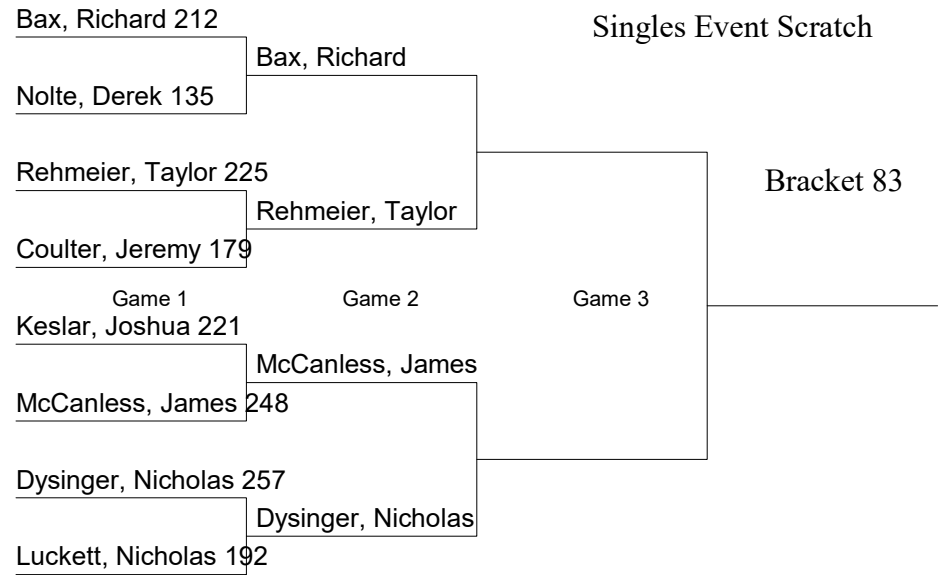 Bax, Richard 212
Singles Event Scratch
Bax, Richard
Nolte, Derek 135
Rehmeier, Taylor 225
Bracket 83
Rehmeier, Taylor
Coulter, Jeremy 179
Game 1
Game 2
Game 3
Keslar, Joshua 221
McCanless, James
McCanless, James 248
Dysinger, Nicholas 257
Dysinger, Nicholas
Luckett, Nicholas 192